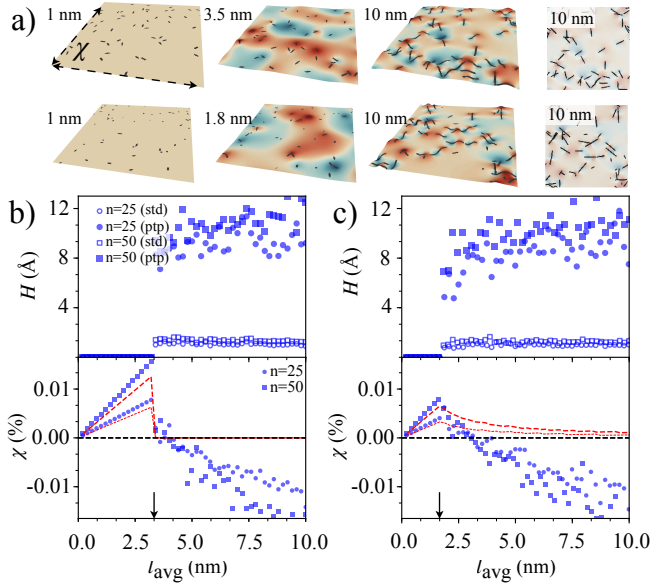 a)
1 nm
3.5 nm
10 nm
10 nm
χ
1 nm
1.8 nm
10 nm
10 nm
b)
c)
12
8
4
H (Å)
n=25 (std)
n=25 (ptp)
n=50 (std)
n=50 (ptp)
12
8
4
H (Å)
0.01
0.00
-0.01
χ (%)
n=25
n=50
0.01
0.00
-0.01
χ (%)
0.0 2.5 5.0 7.5 10.0
lavg (nm)
0.0 2.5 5.0 7.5 10.0
lavg (nm)